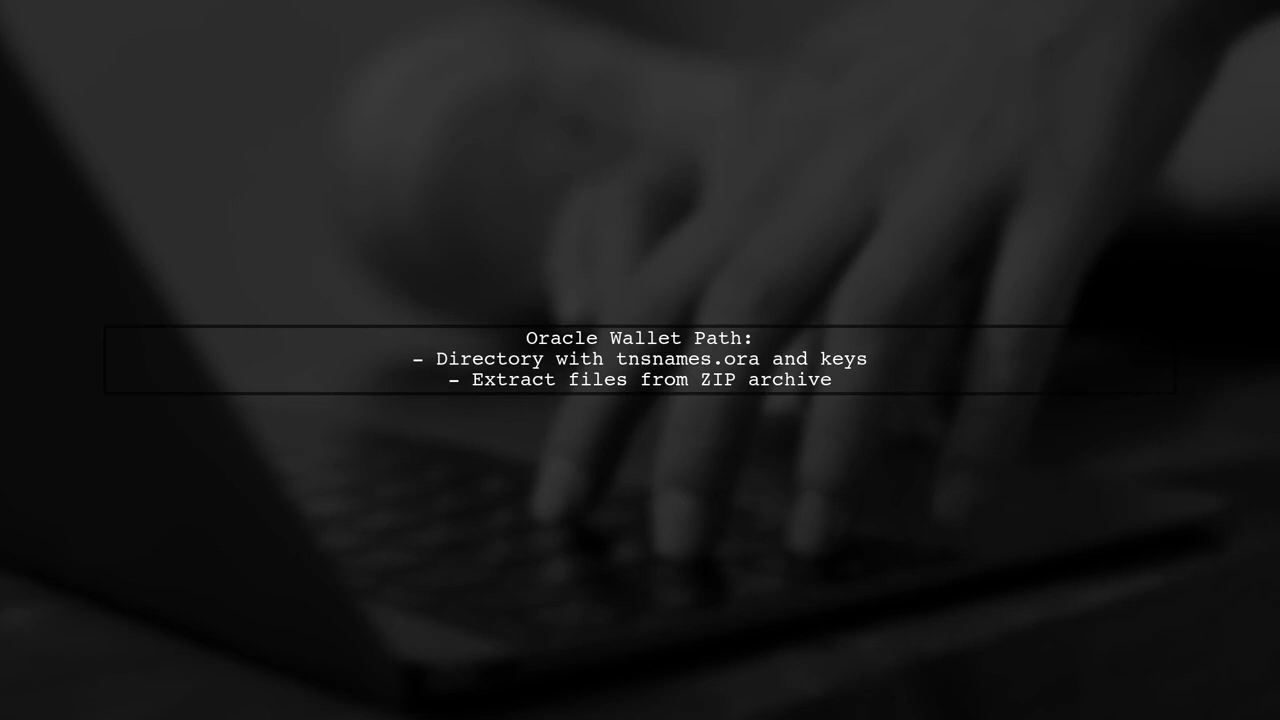 Oracle Wallet Path:
- Directory with tnsnames.ora and keys
- Extract files from ZIP archive